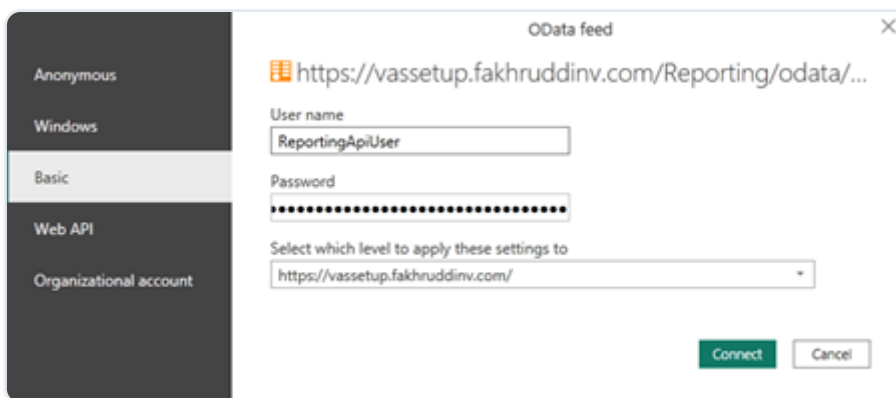 OData feed
Anonymous
Windows
Basic
Web API
Organizational account
https://vassetup.fakhruddinv.com/Reporting/odata/...
User name
ReportingApiUser
Password
Select which level to apply these settings to
https://vassetup.fakhruddinv.com/
Connect
Cancel